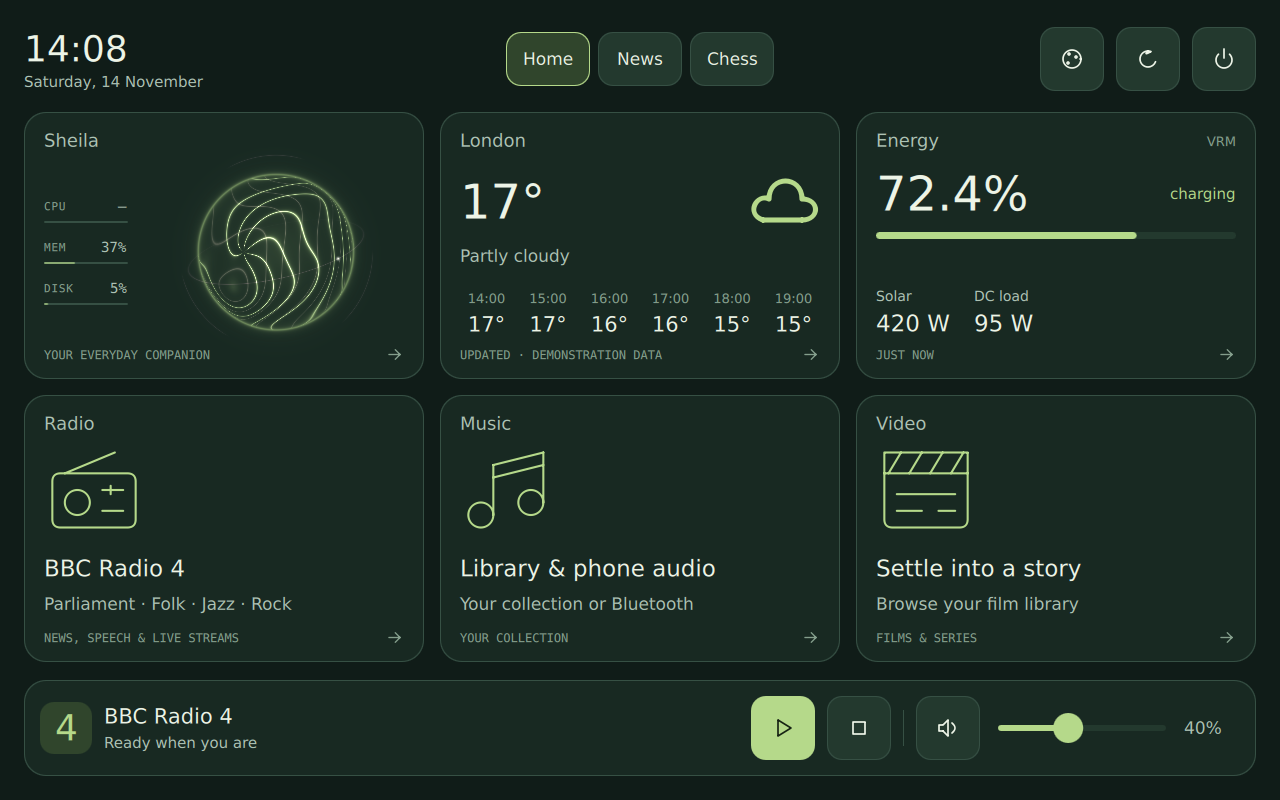 14:08
Saturday, 14 November
Home
News
Chess
Sheila
CPU –
MEM 37%
DISK 5%
YOUR EVERYDAY COMPANION
London
17°
Partly cloudy
14:00 15:00 16:00 17:00 18:00 19:00
17° 17° 16° 16° 15° 15°
UPDATED · DEMONSTRATION DATA
Energy
VRM
72.4%
charging
Solar DC load
420 W 95 W
JUST NOW
Radio
BBC Radio 4
Parliament · Folk · Jazz · Rock
NEWS, SPEECH & LIVE STREAMS
Music
Library & phone audio
Your collection or Bluetooth
YOUR COLLECTION
Video
Settle into a story
Browse your film library
FILMS & SERIES
4
BBC Radio 4
Ready when you are
40%